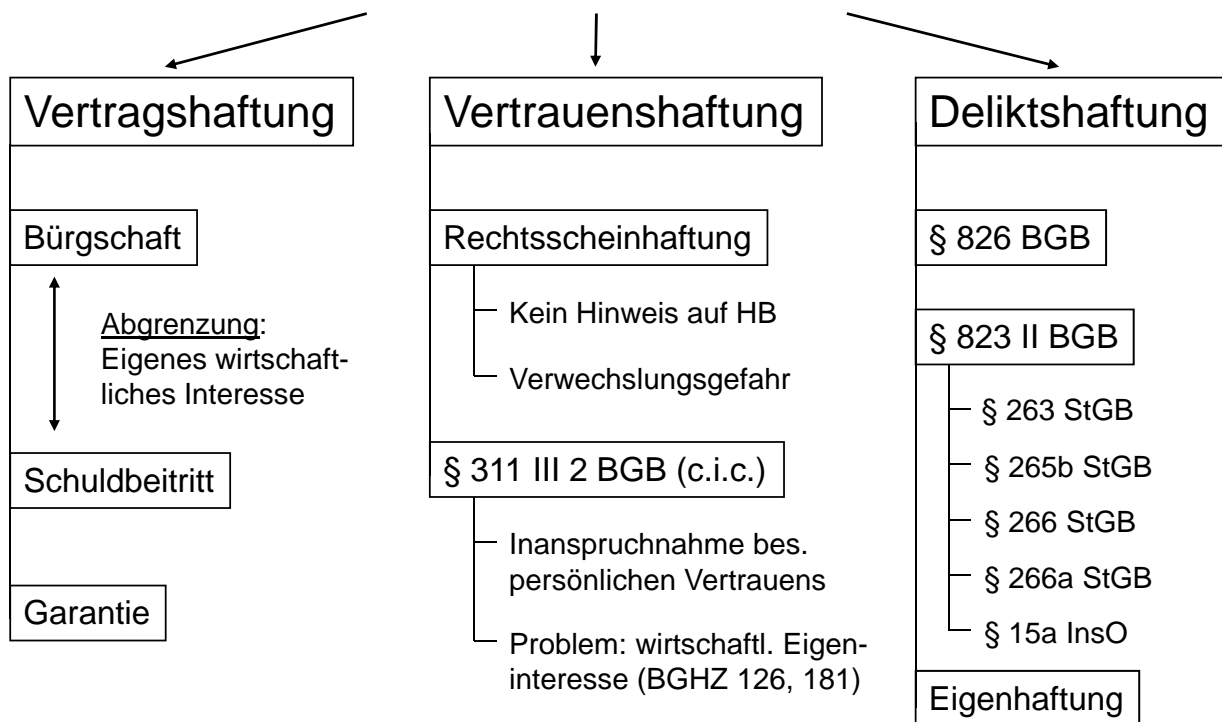 Vertragshaftung
Bürgschaft
Abgrenzung:
Eigenes wirtschaft-
liches Interesse
Schuldbeitritt
Garantie
Vertrauenshaftung
Rechtsscheinhaftung
Kein Hinweis auf HB
Verwechslungsgefahr
§ 311 III 2 BGB (c.i.c.)
Inanspruchnahme bes.
persönlichen Vertrauens
Problem: wirtschaftl. Eigen-
interesse (BGHZ 126, 181)
Deliktshaftung
§ 826 BGB
§ 823 II BGB
§ 263 StGB
§ 265b StGB
§ 266 StGB
§ 266a StGB
§ 15a InsO
Eigenhaftung